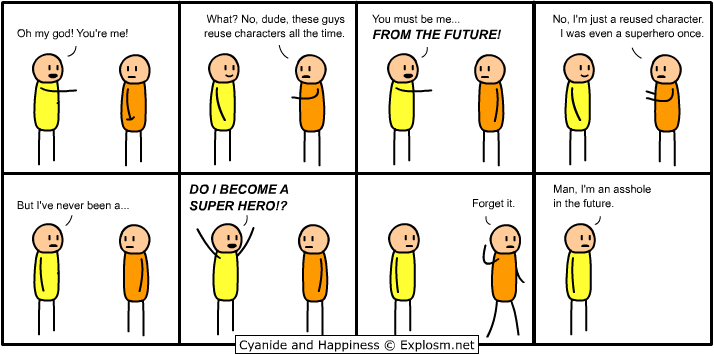 Oh my god! You're me!
What? No, dude, these guys
reuse characters all the time.
You must be me...
FROM THE FUTURE!
No, I'm just a reused character.
I was even a superhero once.
But I've never been a...
DO I BECOME A
SUPER HERO!?
Forget it.
Man, I'm an asshole
in the future.
Cyanide and Happiness © Explosm.net